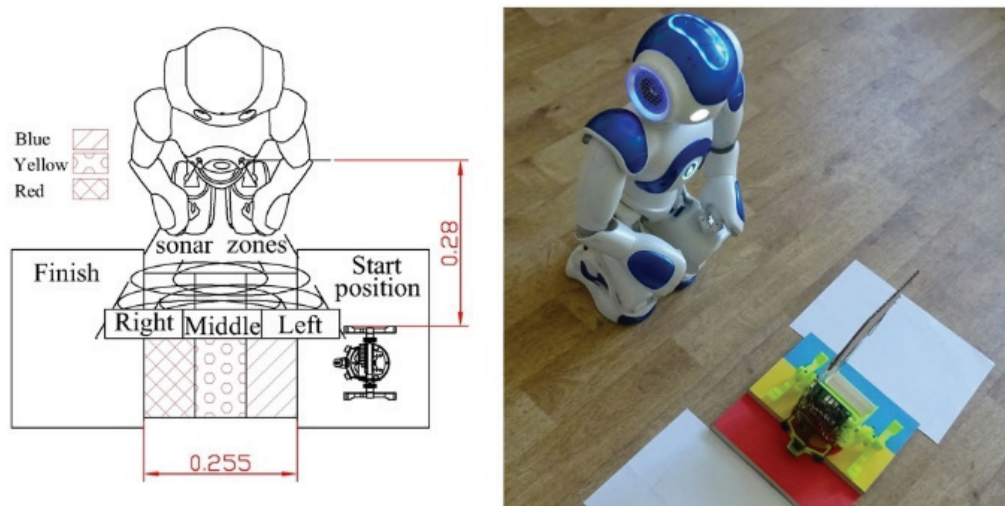 Blue
Yellow
Red
sonar zones
0.28
Finish
Start
position
Right
Middle
Left
0.255